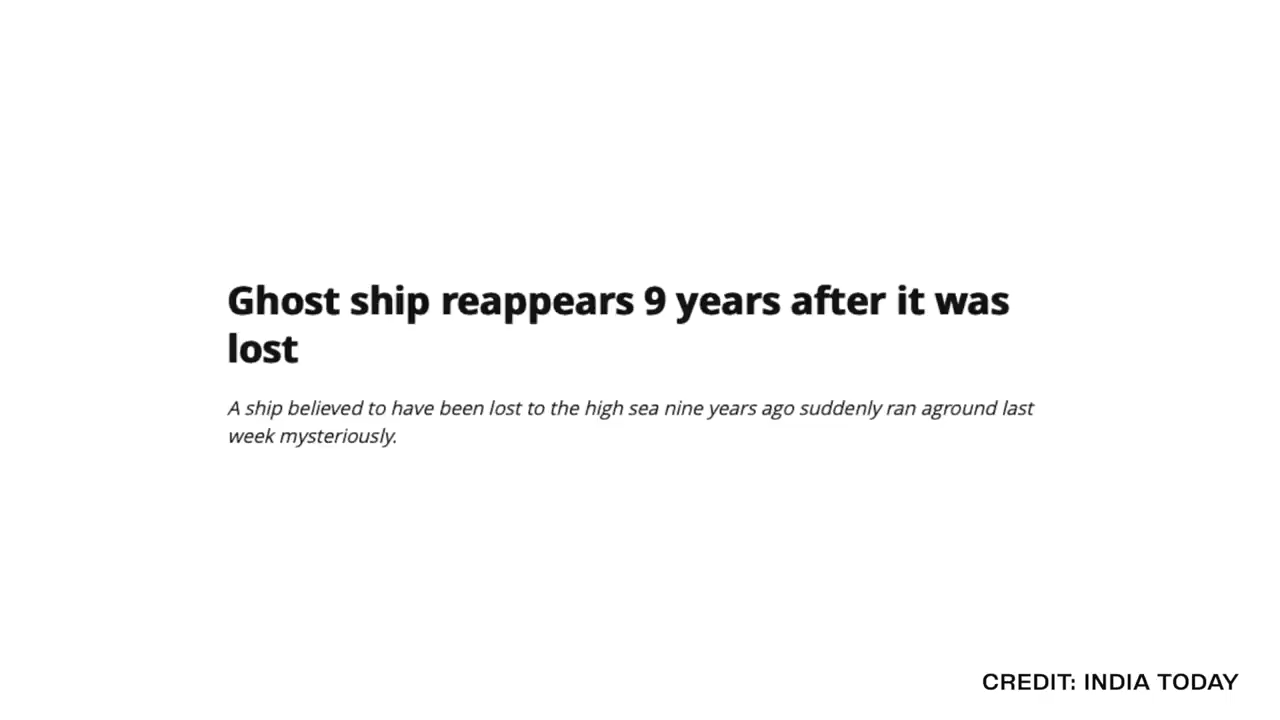 Ghost ship reappears 9 years after it was
lost
A ship believed to have been lost to the high sea nine years ago suddenly ran aground last
week mysteriously.
CREDIT: INDIA TODAY